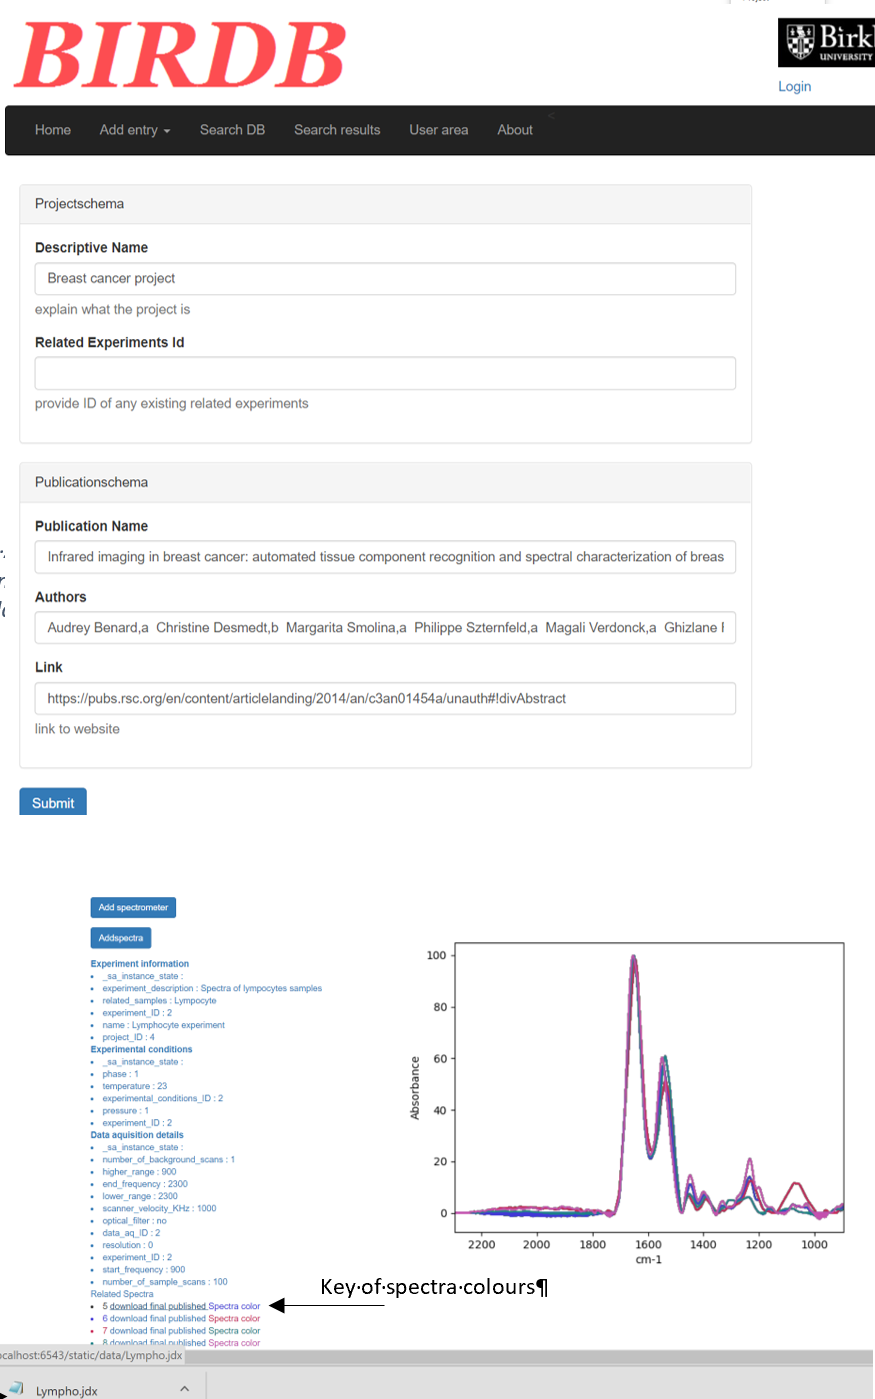 BIRDB
Birkl
UNIVERSITY
Login
Home Add entry Search DB Search results User area About
Projectschema
Descriptive Name
Breast cancer project
explain what the project is
Related Experiments Id
provide ID of any existing related experiments
Publicationschema
Publication Name
Infrared imaging in breast cancer: automated tissue component recognition and spectral characterization of breas
Authors
Audrey Benard,a Christine Desmedt,b Margarita Smolina,a Philippe Szternfeld,a Magali Verdonck,a Ghizlane
Link
https://pubs.rsc.org/en/content/articlelanding/2014/an/c3an01454a/unauth#!divAbstract
link to website
Submit
Add spectrometer
Addspectra
Experiment information
• _sa_instance_state :
• experiment_description : Spectra of lympocytes samples
• related_samples : Lympocyte
• experiment_ID : 2
• name : Lymphocyte experiment
• project_ID : 4
Experimental conditions
• _sa_instance_state :
• phase : 1
• temperature : 23
• experimental_conditions_ID : 2
• pressure : 1
• experiment_ID : 2
Data aquisition details
• _sa_instance_state :
• number_of_background_scans : 1
• higher_range : 900
• end_frequency : 2300
• lower_range : 2300
• scanner_velocity_KHz : 1000
• optical_filter : no
• data_aq_ID : 2
• resolution : 0
• experiment_ID : 2
• start_frequency : 900
• number_of_sample_scans : 100
Related Spectra
• 5 download final published Spectra color
• 6 download final published Spectra color
• 7 download final published Spectra color
• 8 download final published Spectra color
Key·of·spectra·colours¶
100
80
60
40
20
0
Absorbance
2200 2000 1800 1600 1400 1200 1000
cm-1
ocalhost:6543/static/data/Lympho.jdx
Lympho.jdx